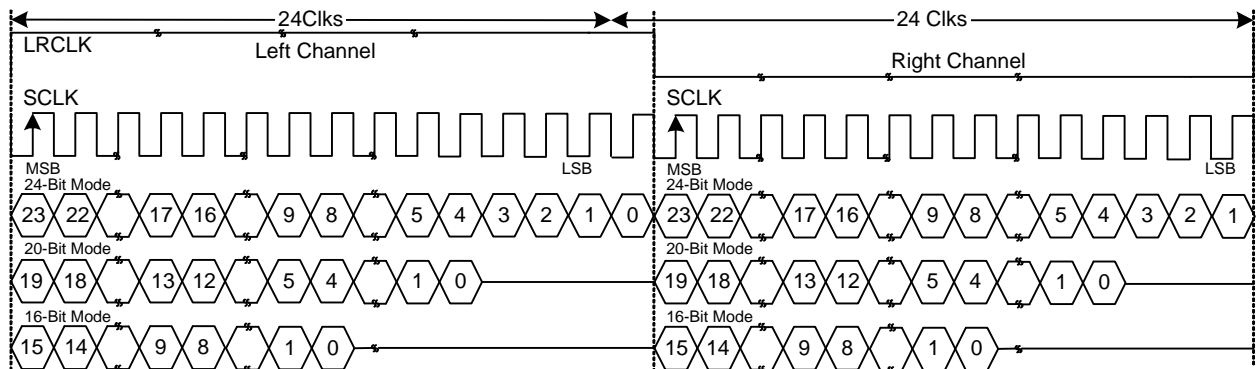 24Clks 24 Clks
LRCLK Left Channel Right Channel
SCLK SCLK
MSB LSB MSB LSB
24-Bit Mode 24-Bit Mode
23 22 17 16 9 8 5 4 3 2 1 0 23 22 17 16 9 8 5 4 3 2 1
20-Bit Mode 20-Bit Mode
19 18 13 12 5 4 1 0 19 18 13 12 5 4 1 0
16-Bit Mode 16-Bit Mode
15 14 9 8 1 0 15 14 9 8 1 0